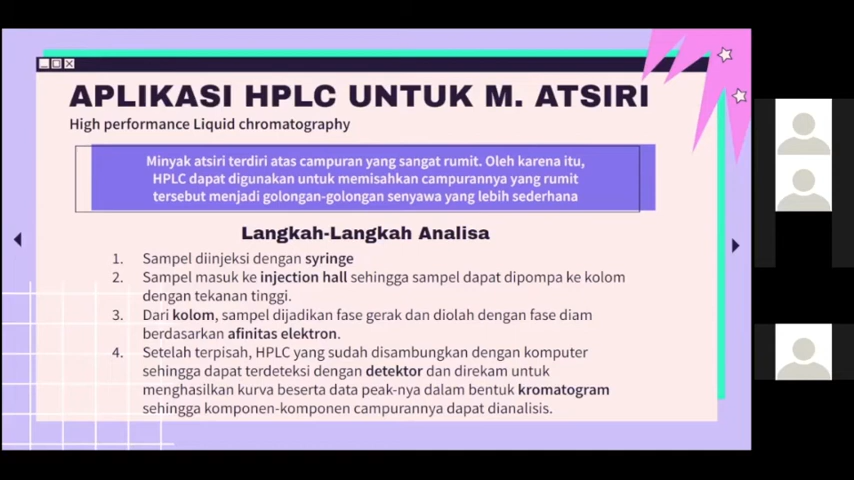 APLIKASI HPLC UNTUK M. ATSIRI
High performance Liquid chromatography
Minyak atsiri terdiri atas campuran yang sangat rumit. Oleh karena itu,
HPLC dapat digunakan untuk memisahkan campurannya yang rumit
tersebut menjadi golongan-golongan senyawa yang lebih sederhana
Langkah-Langkah Analisa
1. Sampel diinjeksi dengan syringe
2. Sampel masuk ke injection hall sehingga sampel dapat dipompa ke kolom
dengan tekanan tinggi.
3. Dari kolom, sampel dijadikan fase gerak dan diolah dengan fase diam
berdasarkan afinitas elektron.
4. Setelah terpisah, HPLC yang sudah disambungkan dengan komputer
sehingga dapat terdeteksi dengan detektor dan direkam untuk
menghasilkan kurva beserta data peak-nya dalam bentuk kromatogram
sehingga komponen-komponen campurannya dapat dianalisis.